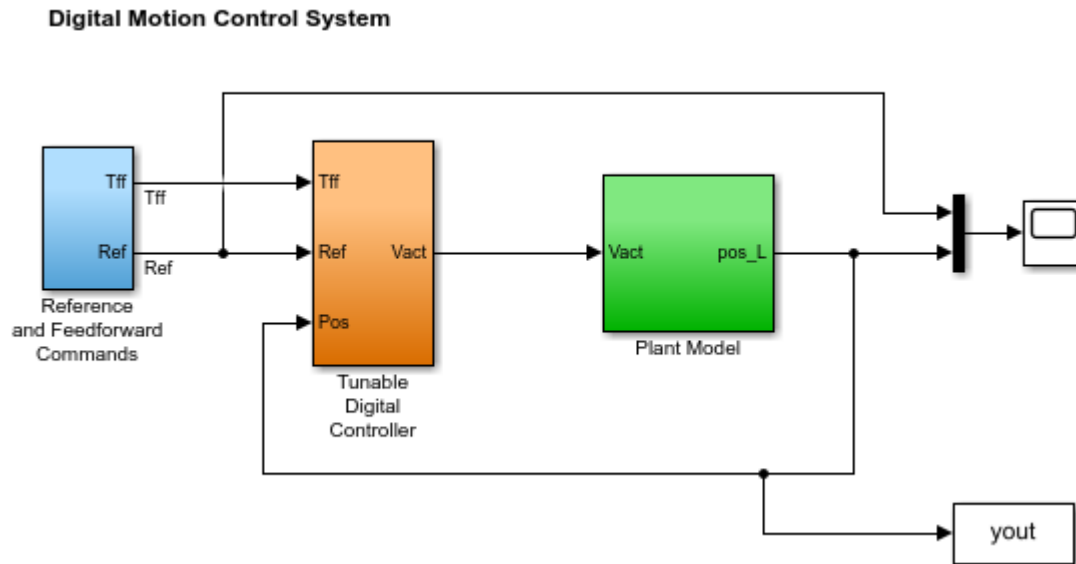 Digital Motion Control System
Tff
Tff
Ref
Ref
Reference
and Feedforward
Commands
Tff
Ref
Vact
Pos
Tunable
Digital
Controller
Vact
pos_L
Plant Model
yout